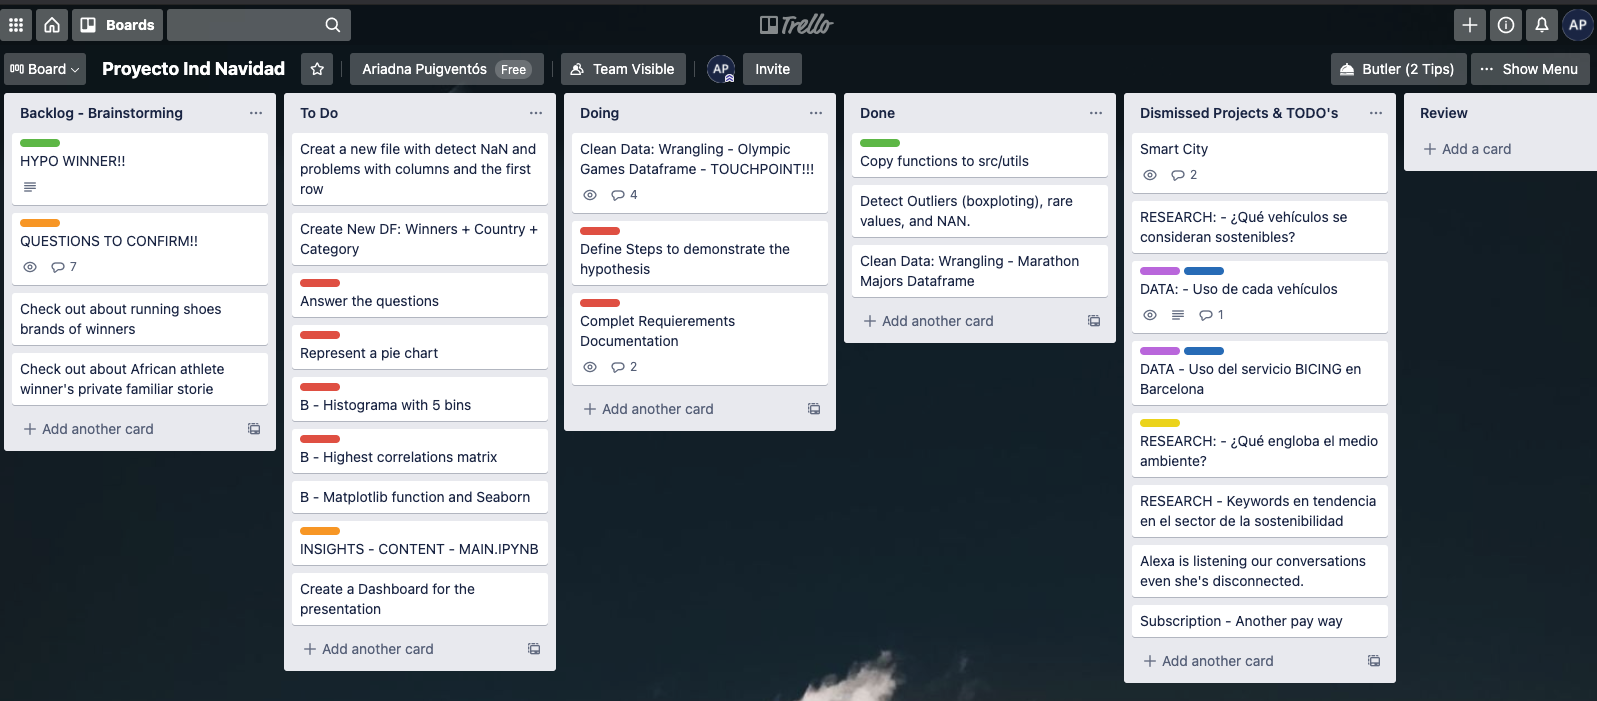 Boards
Trello
AP
Board
Proyecto Ind Navidad
Ariadna Puigventós
Free
Team Visible
AP
Invite
Butler (2 Tips)
Show Menu
Backlog - Brainstorming
HYPO WINNER!!
QUESTIONS TO CONFIRM!!
7
Check out about running shoes
brands of winners
Check out about African athlete
winner's private familiar storie
Add another card
To Do
Creat a new file with detect NaN and
problems with columns and the first
row
Create New DF: Winners + Country +
Category
Answer the questions
Represent a pie chart
B - Histograma with 5 bins
B - Highest correlations matrix
B - Matplotlib function and Seaborn
INSIGHTS - CONTENT - MAIN.IPYNB
Create a Dashboard for the
presentation
Add another card
Doing
Clean Data: Wrangling - Olympic
Games Dataframe - TOUCHPOINT!!!
4
Define Steps to demonstrate the
hypothesis
Complet Requierements
Documentation
2
Add another card
Done
Copy functions to src/utils
Detect Outliers (boxploting), rare
values, and NAN.
Clean Data: Wrangling - Marathon
Majors Dataframe
Add another card
Dismissed Projects & TODO's
Smart City
2
RESEARCH: - ¿Qué vehículos se
consideran sostenibles?
DATA: - Uso de cada vehículos
1
DATA - Uso del servicio BICING en
Barcelona
RESEARCH: - ¿Qué engloba el medio
ambiente?
RESEARCH - Keywords en tendencia
en el sector de la sostenibilidad
Alexa is listening our conversations
even she's disconnected.
Subscription - Another pay way
Add another card
Review
Add a card